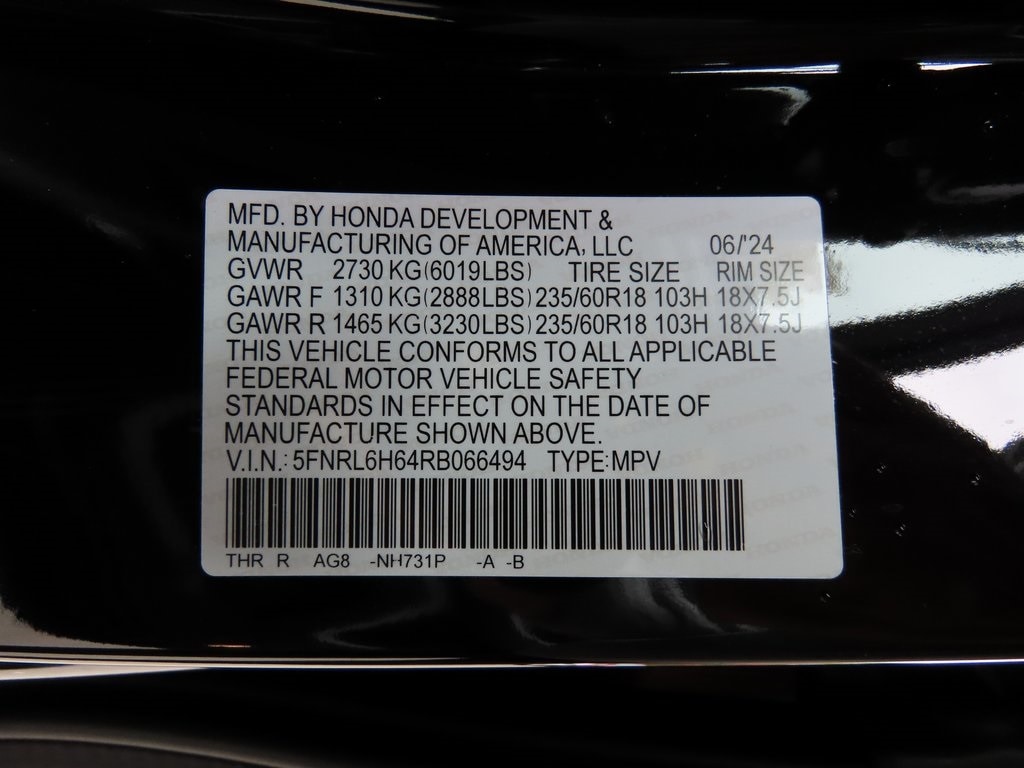 MFD. BY HONDA DEVELOPMENT &
MANUFACTURING OF AMERICA, LLC 06/'24
GVWR 2730 KG(6019LBS) TIRE SIZE RIM SIZE
GAWR F 1310 KG(2888LBS) 235/60R18 103H 18X7.5J
GAWR R 1465 KG(3230LBS) 235/60R18 103H 18X7.5J
THIS VEHICLE CONFORMS TO ALL APPLICABLE
FEDERAL MOTOR VEHICLE SAFETY
STANDARDS IN EFFECT ON THE DATE OF
MANUFACTURE SHOWN ABOVE.
V.I.N.: 5FNRL6H64RB066494 TYPE:MPV
THR R AG8 -NH731P -A -B